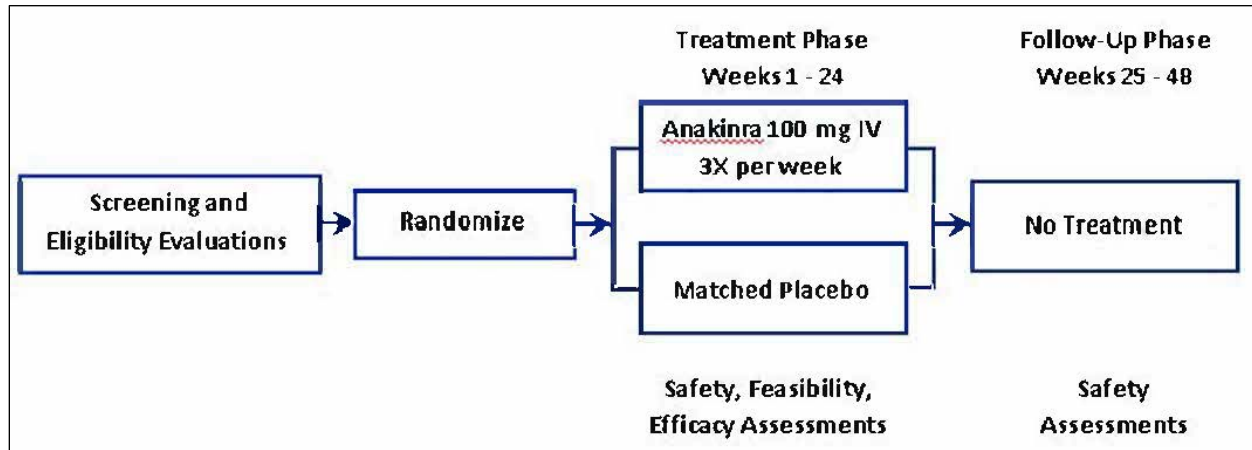 Treatment Phase
Weeks 1 - 24
Follow-Up Phase
Weeks 25 - 48
Screening and
Eligibility Evaluations
Randomize
Anakinra 100 mg IV
3X per week
Matched Placebo
No Treatment
Safety, Feasibility,
Efficacy Assessments
Safety
Assessments